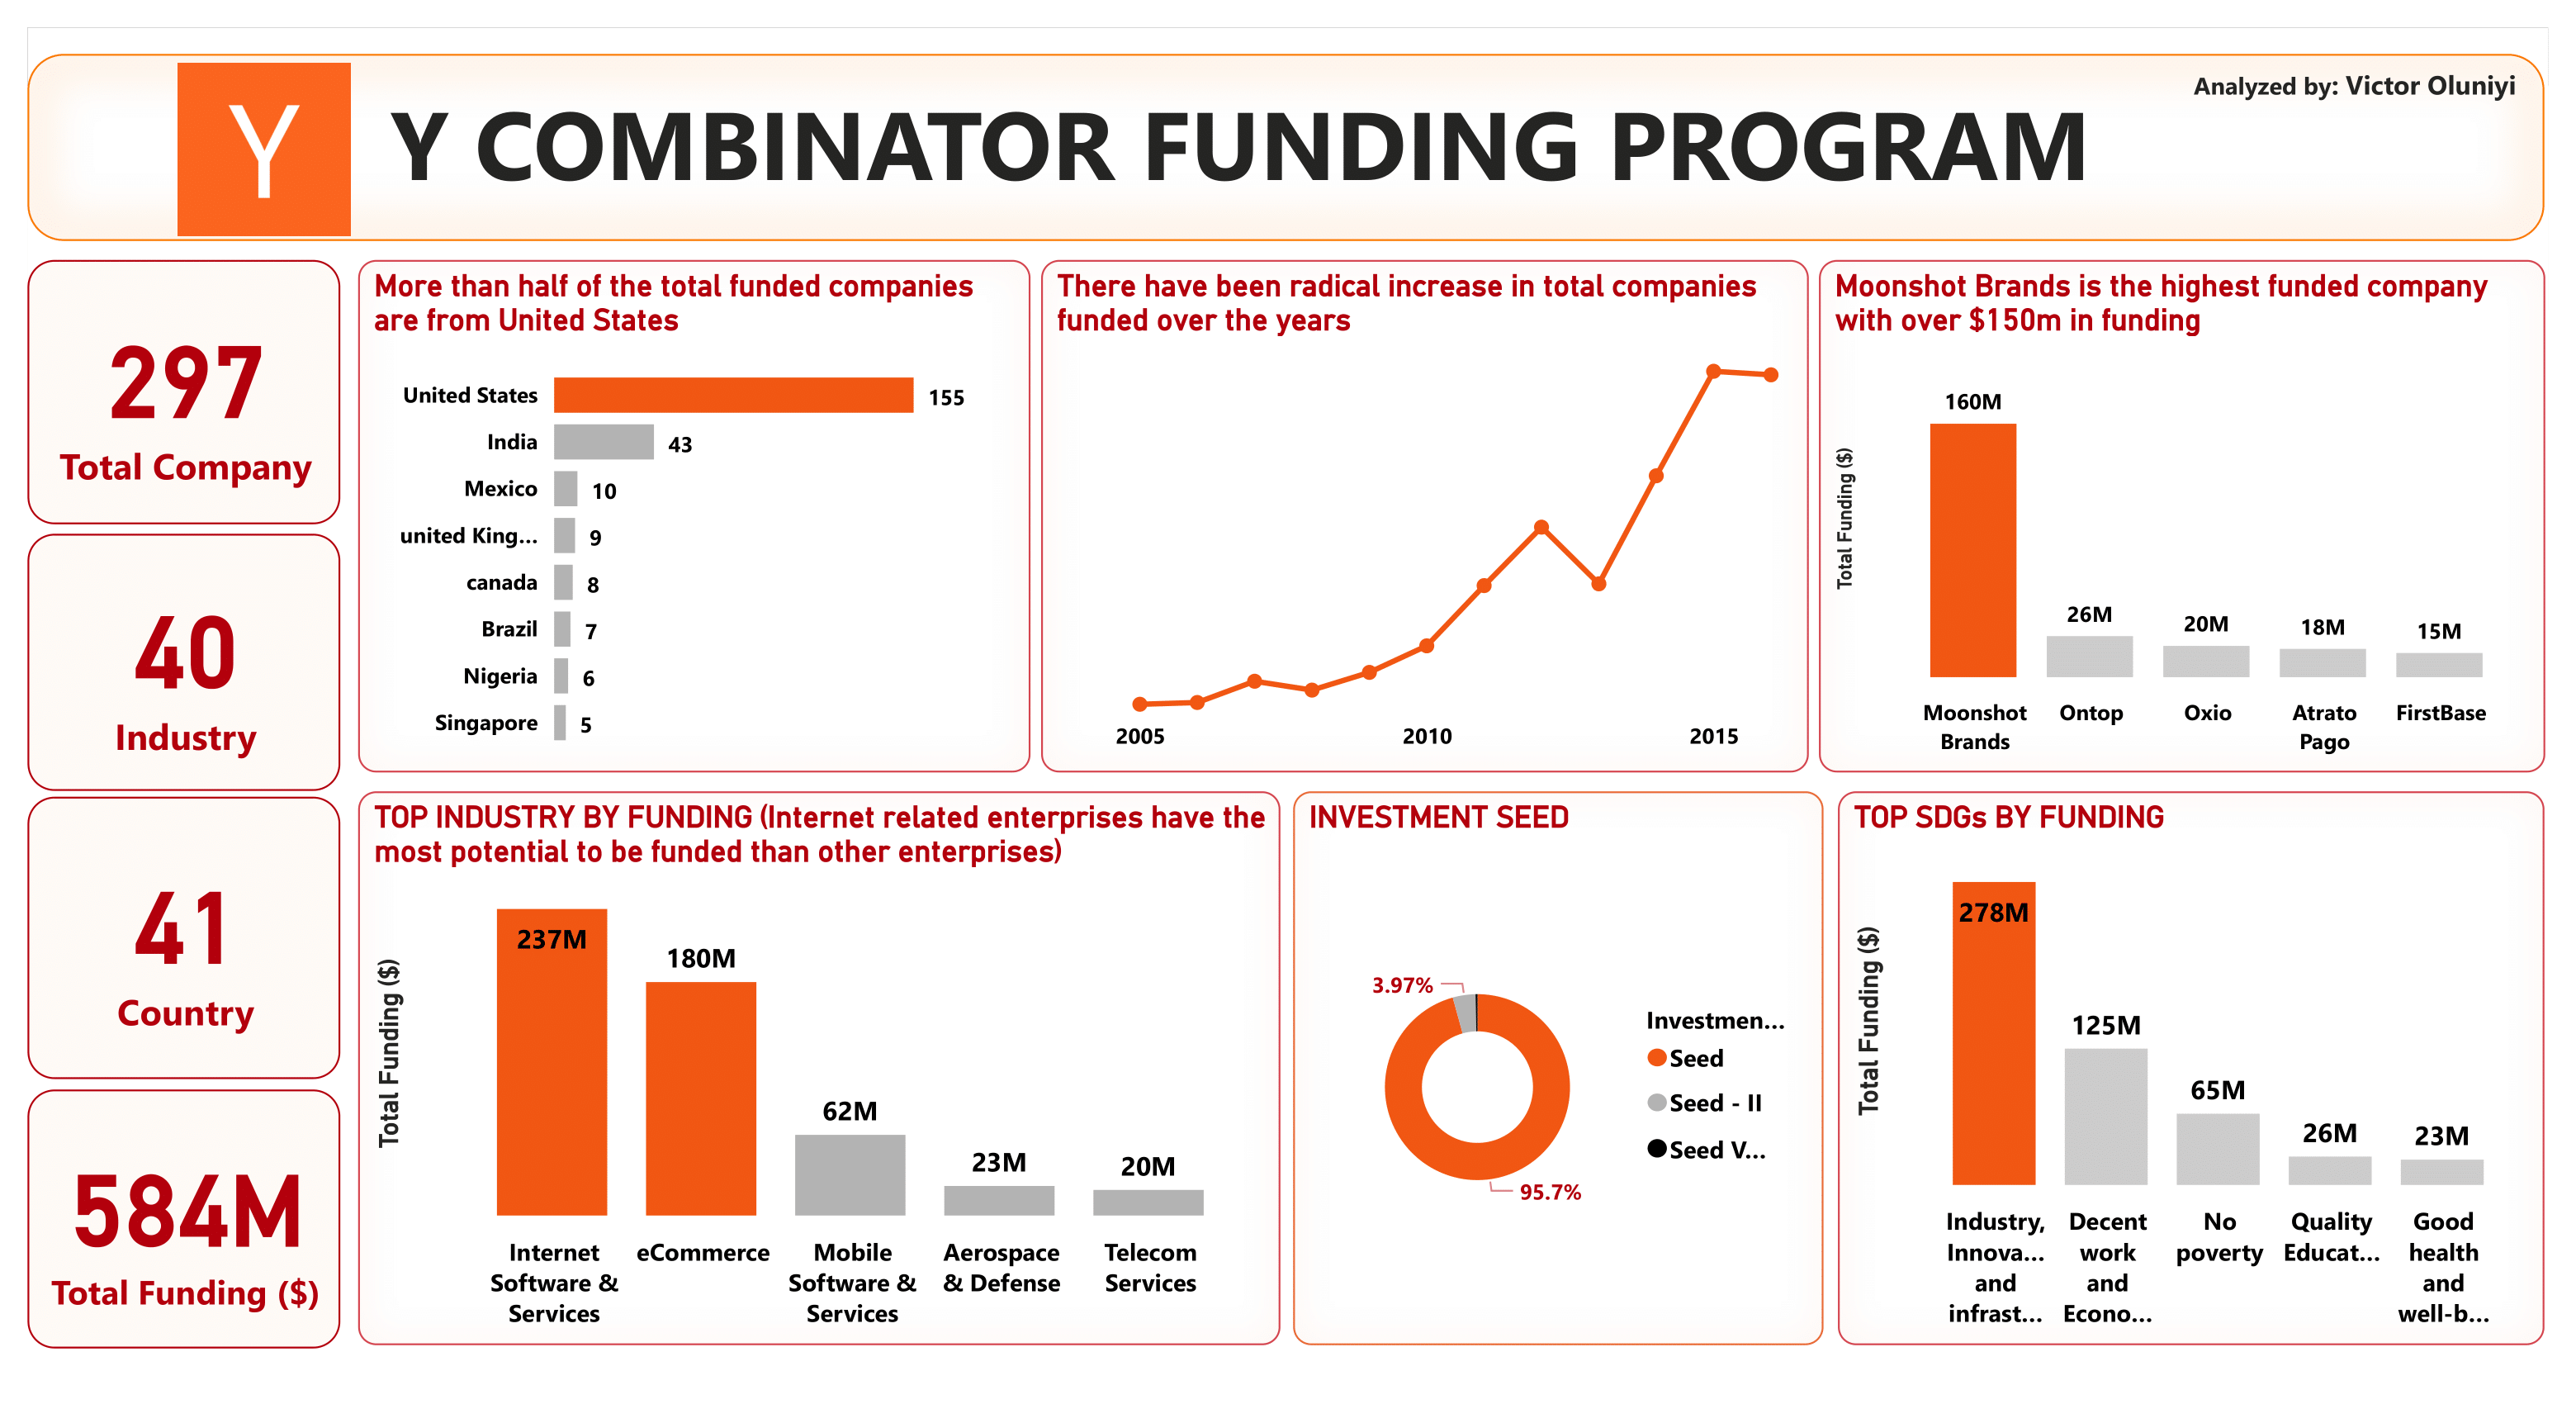 Analyzed by: Victor Oluniyi
Y
Y COMBINATOR FUNDING PROGRAM
297
Total Company
40
Industry
41
Country
584M
Total Funding ($)
More than half of the total funded companies
are from United States
United States
155
India
43
Mexico
10
united King...
9
canada
8
Brazil
7
Nigeria
6
Singapore
5
There have been radical increase in total companies
funded over the years
2005
2010
2015
Moonshot Brands is the highest funded company
with over $150m in funding
Total Funding ($)
160M
26M
20M
18M
15M
Moonshot
Brands
Ontop
Oxio
Atrato
Pago
FirstBase
TOP INDUSTRY BY FUNDING (Internet related enterprises have the
most potential to be funded than other enterprises)
Total Funding ($)
237M
180M
62M
23M
20M
Internet
Software &
Services
eCommerce
Mobile
Software &
Services
Aerospace
& Defense
Telecom
Services
INVESTMENT SEED
3.97%
95.7%
Investmen...
Seed
Seed - II
Seed V...
TOP SDGs BY FUNDING
Total Funding ($)
278M
125M
65M
26M
23M
Industry,
Innova...
and
infrast...
Decent
work
and
Econo...
No
poverty
Quality
Educat...
Good
health
and
well-b...